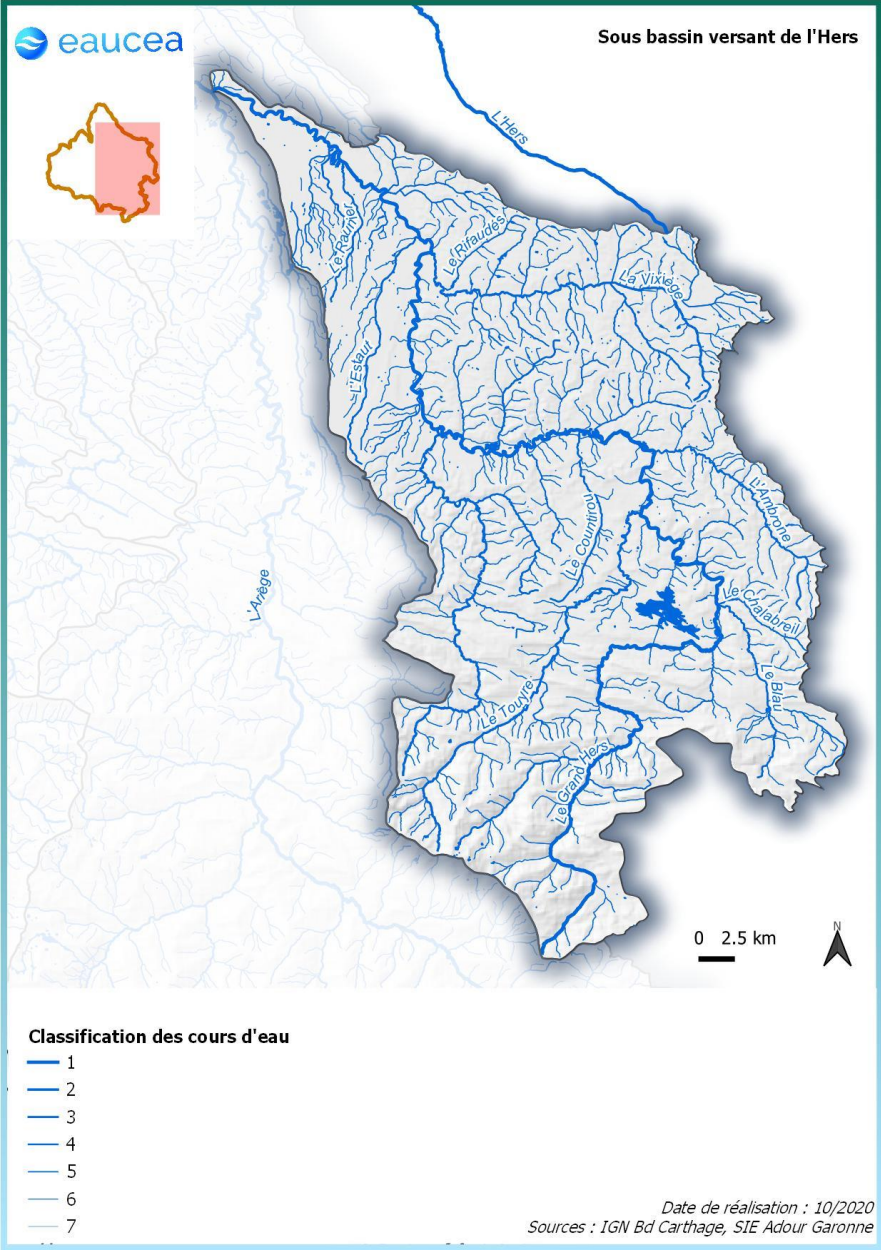 eaucea
Sous bassin versant de l'Hers
L'Hers
Le Raunier
Le Rifaudès
La Vixiège
L'Estaut
L'Ambrone
Le Countirou
L'Ariège
Le Chalabreil
Le Blau
Le Touyre
Le Grand Hers
0 2.5 km
N
Classification des cours d'eau
1
2
3
4
5
6
7
Date de réalisation : 10/2020
Sources : IGN Bd Carthage, SIE Adour Garonne